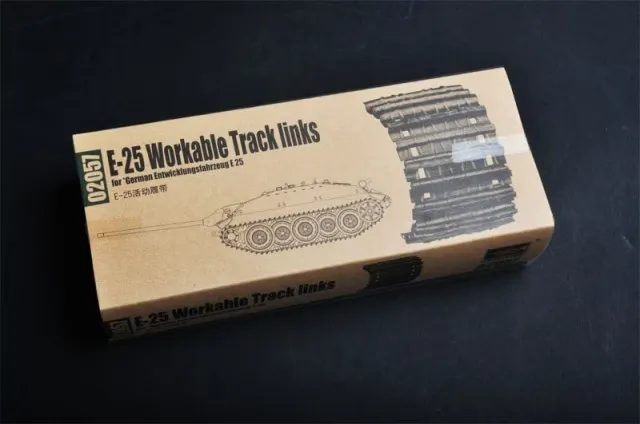 02057
E-25 Workable Track links
for "German Entwicklungsfahrzeug E 25
E-25活动履带
02057
E-25 Workable Track links